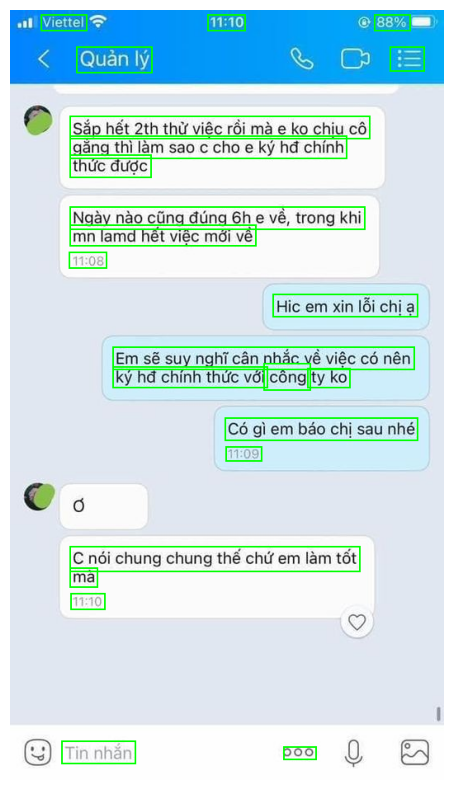 Viettel 11:10 88%
Quản lý
Sắp hết 2th thử việc rồi mà e ko chịu cô
gắng thì làm sao c cho e ký hđ chính
thức được
Ngày nào cũng đúng 6h e về, trong khi
mn lamd hết việc mới về
11:08
Hic em xin lỗi chị ạ
Em sẽ suy nghĩ cân nhắc về việc có nên
ký hđ chính thức với công ty ko
Có gì em báo chị sau nhé
11:09
Ơ
C nói chung chung thế chứ em làm tốt
mà
11:10
Tin nhắn